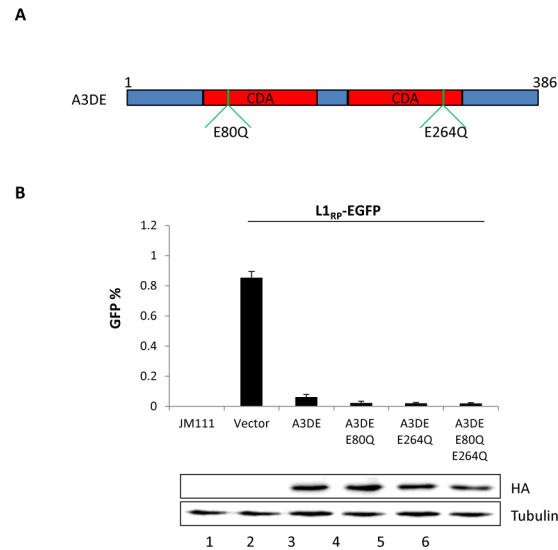 A
1 386
A3DE CDA CDA
E80Q E264Q
B
L1RP-EGFP
1.2
1
0.8
0.6
0.4
0.2
0
GFP %
JM111 Vector A3DE A3DE A3DE A3DE
E80Q E264Q E80Q
E264Q
HA
Tubulin
1 2 3 4 5 6